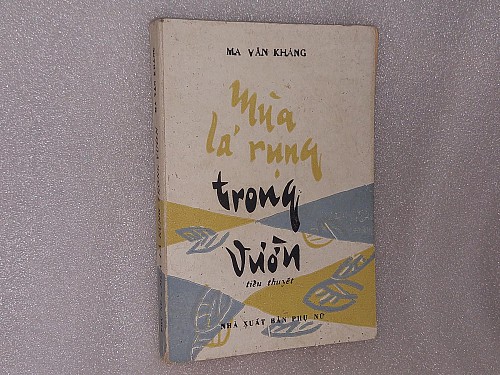 MA VĂN KHÁNG
Mùa
lá rụng
trong
Vườn
tiểu thuyết
NHÀ XUẤT BẢN PHỤ NỮ